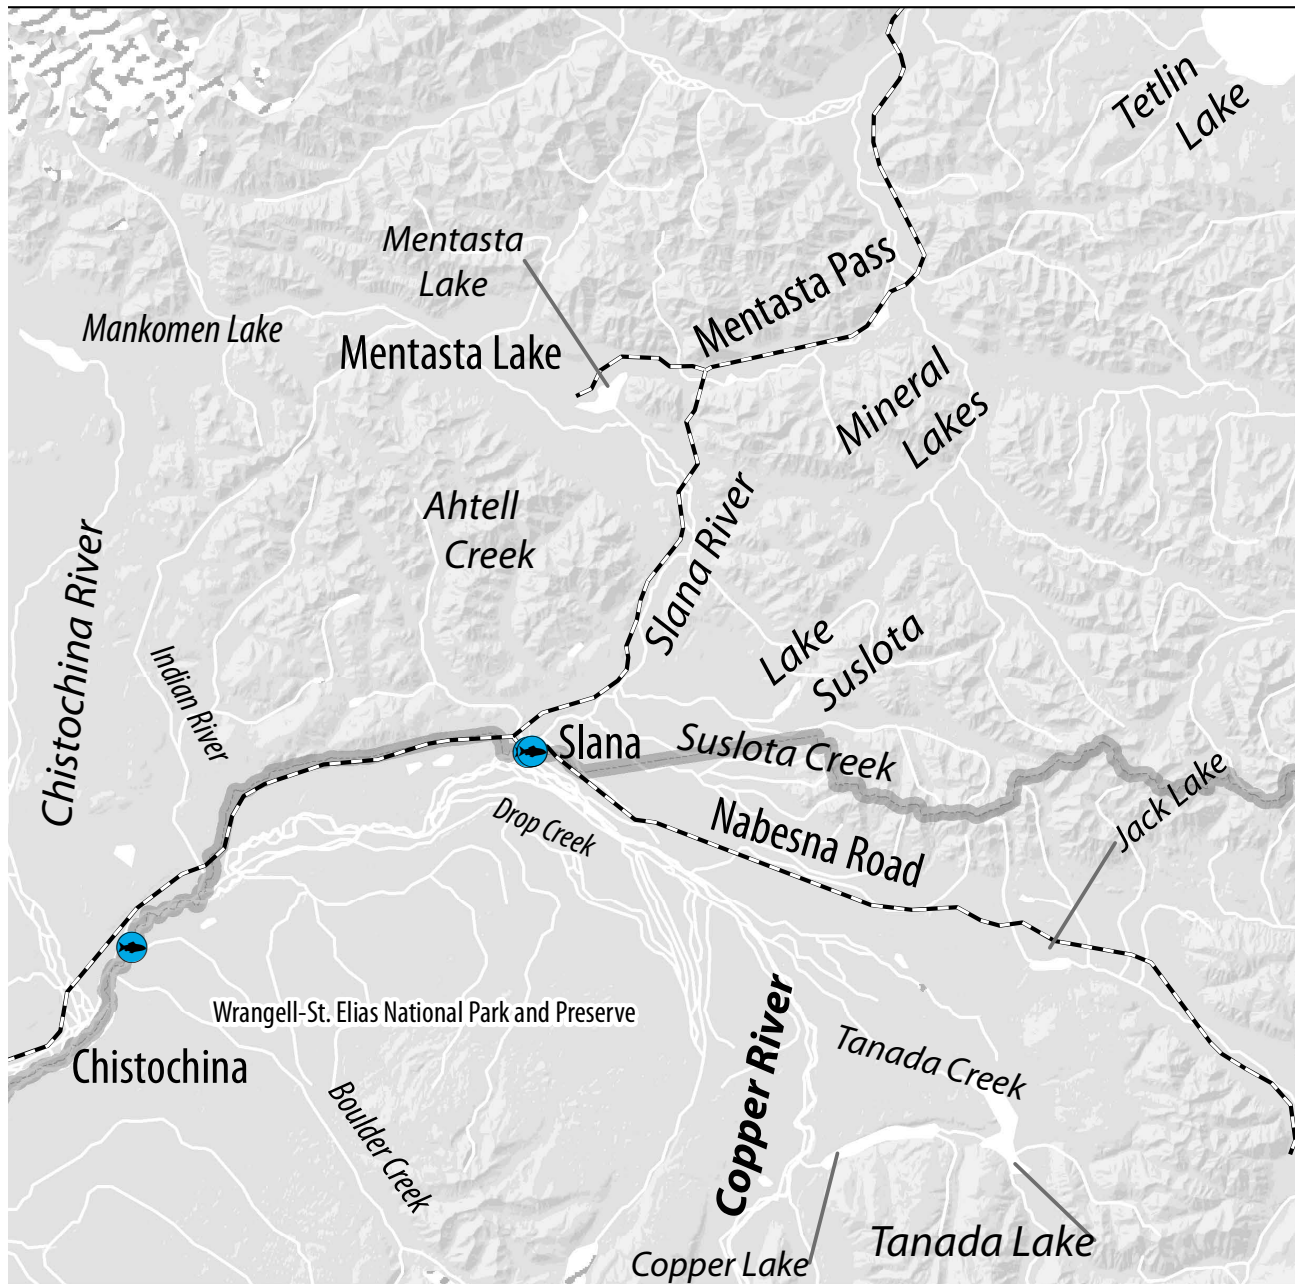 Tetlin
Lake
Mentasta
Lake
Mentasta Pass
Mankomen Lake
Mentasta Lake
Mineral
Lakes
Ahtell
Creek
Slana River
Chistochina River
Indian River
Lake
Suslota
Slana
Suslota Creek
Jack Lake
Drop Creek
Nabesna Road
Wrangell-St. Elias National Park and Preserve
Copper River
Tanada Creek
Chistochina
Boulder Creek
Tanada Lake
Copper Lake